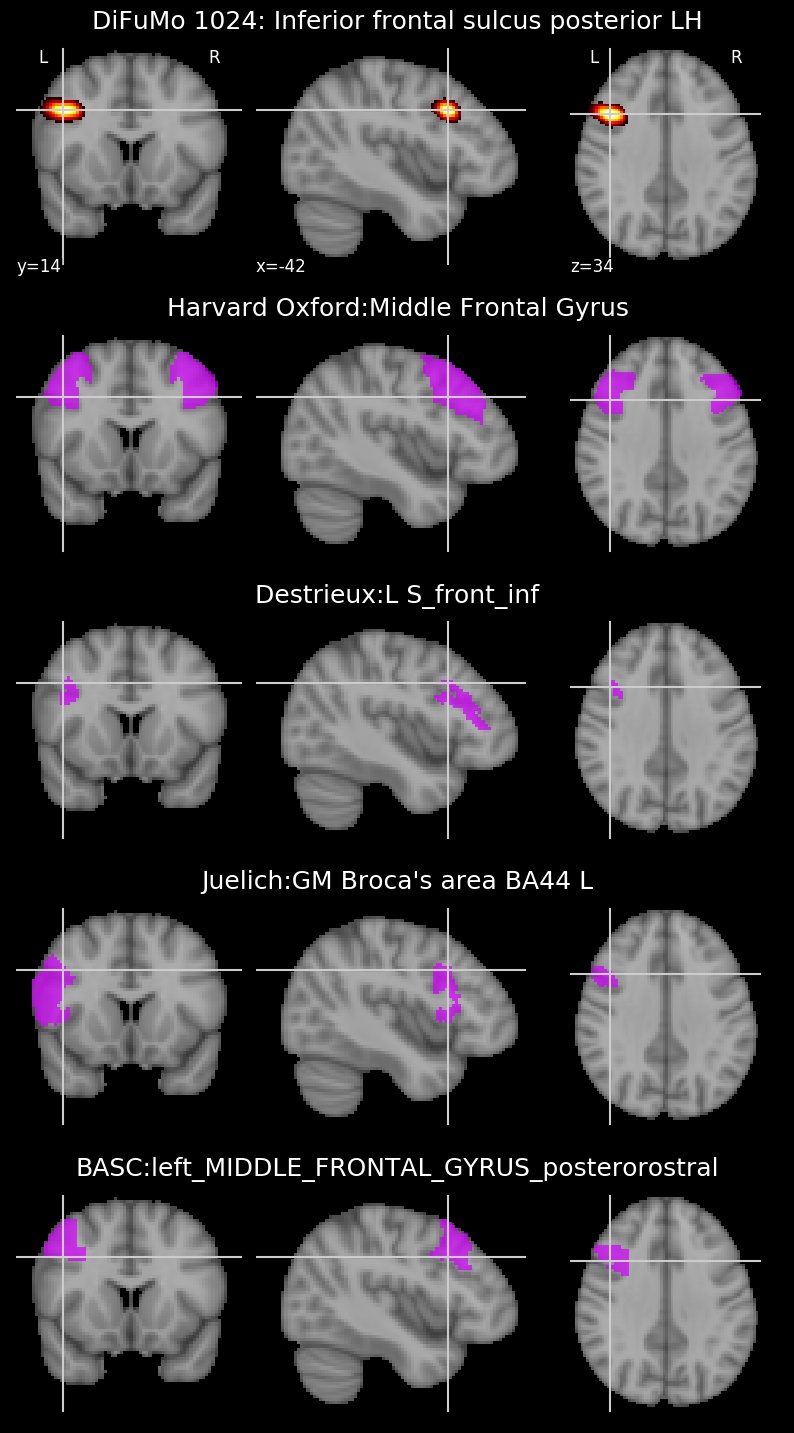 DiFuMo 1024: Inferior frontal sulcus posterior LH
L R L R
y=14 x=-42 z=34
Harvard Oxford:Middle Frontal Gyrus
Destrieux:L S_front_inf
Juelich:GM Broca's area BA44 L
BASC:left_MIDDLE_FRONTAL_GYRUS_posterorostral